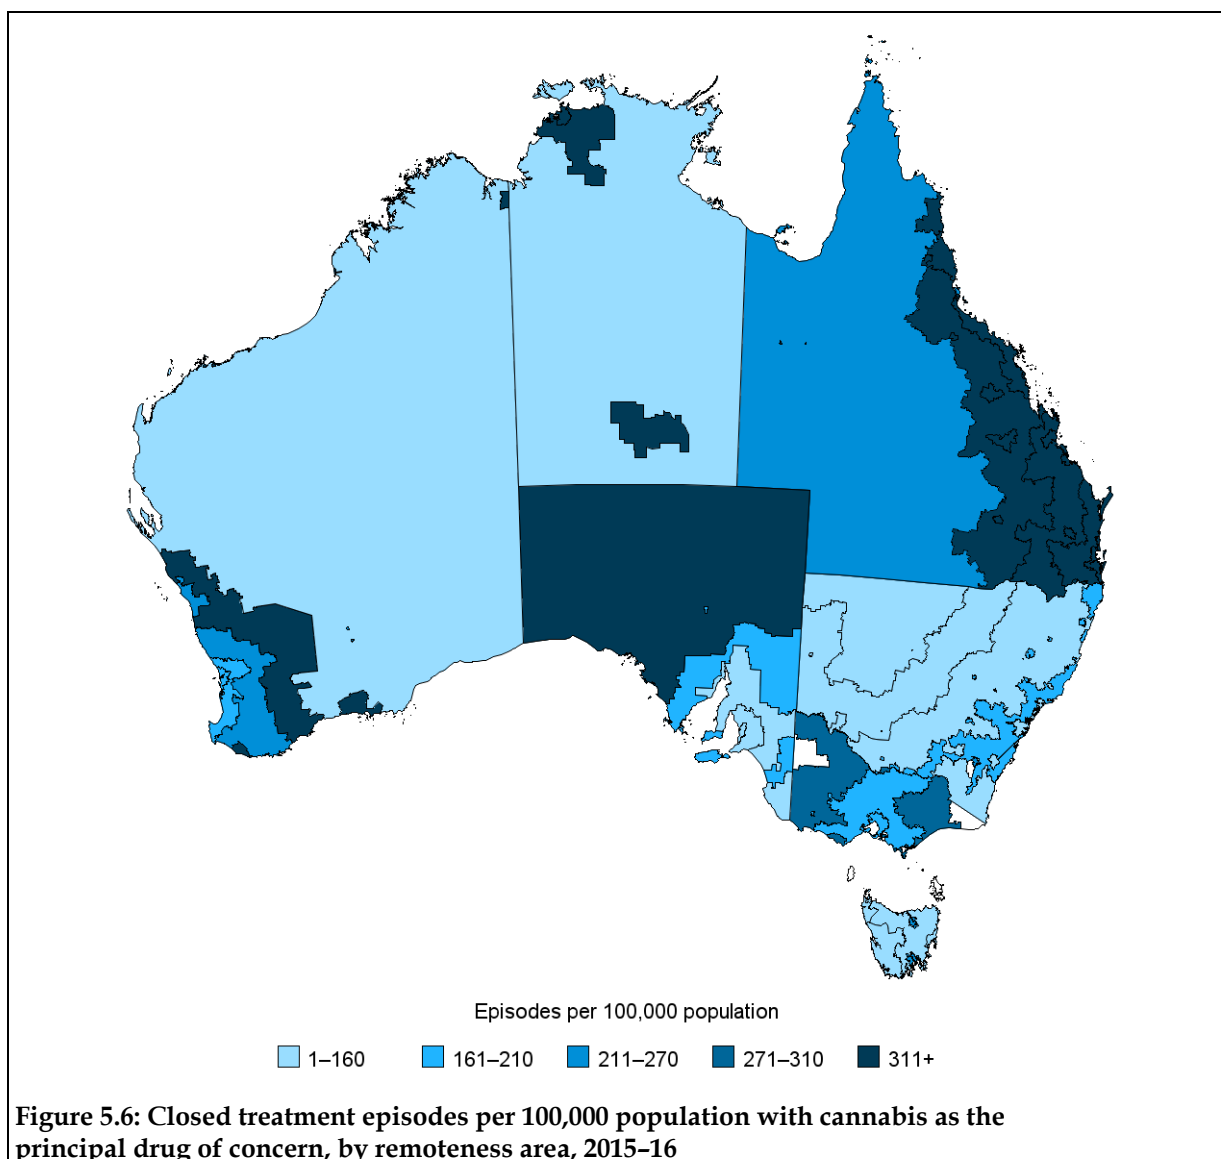 Episodes per 100,000 population
1–160 161–210 211–270 271–310 311+
Figure 5.6: Closed treatment episodes per 100,000 population with cannabis as the
principal drug of concern, by remoteness area, 2015–16